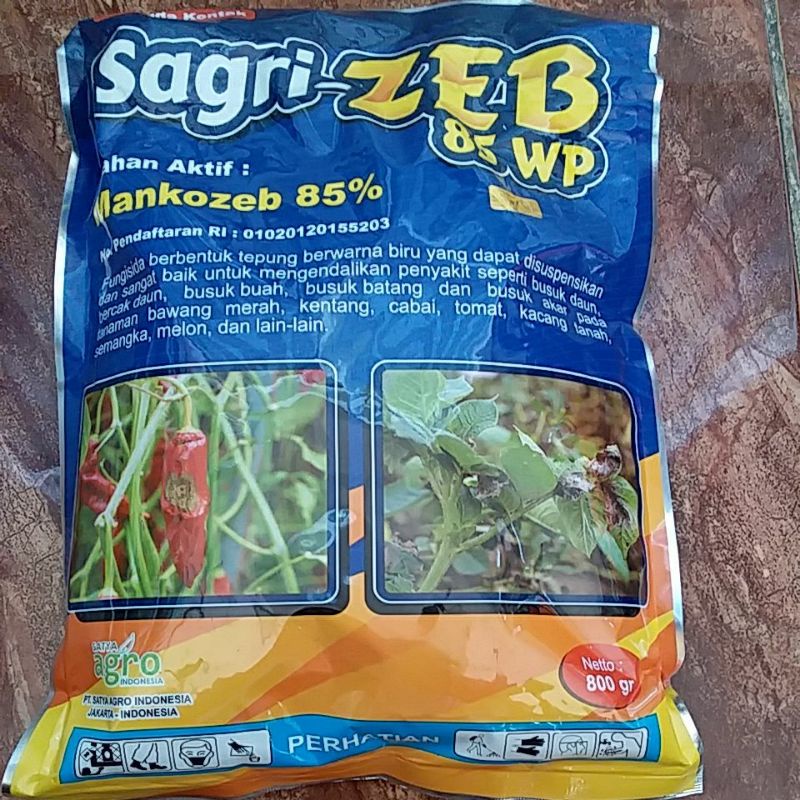 Kontak
Sagri-ZEB
85 WP
ahan Aktif :
Mankozeb 85%
No. Pendaftaran RI : 01020120155203
Fungisida berbentuk tepung berwarna biru yang dapat disuspensikan
dan sangat baik untuk mengendalikan penyakit seperti busuk daun,
bercak daun, busuk buah, busuk batang dan busuk akar pada
tanaman bawang merah, kentang, cabai, tomat, kacang tanah,
semangka, melon, dan lain-lain.
SATYA
agro
INDONESIA
PT. SATYA AGRO INDONESIA
JAKARTA - INDONESIA
Netto :
800 gr
PERHATIAN